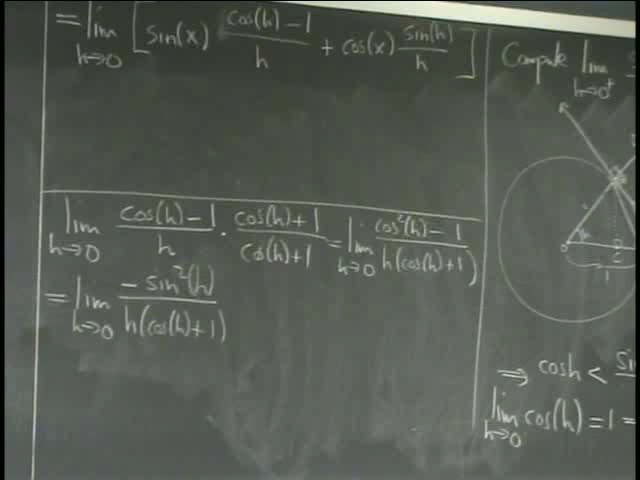 = lim h→0 [ sin(x) (cos(h) - 1)/h + cos(x) sin(h)/h ]
lim h→0 (cos(h) - 1)/h · (cos(h) + 1)/(cos(h) + 1) = lim h→0 (cos²(h) - 1)/(h(cos(h) + 1))
= lim h→0 (- sin²(h))/(h(cos(h) + 1))
Compute lim h→0⁺
1
⇒ cosh <
lim h→0 cos(h) = 1 =